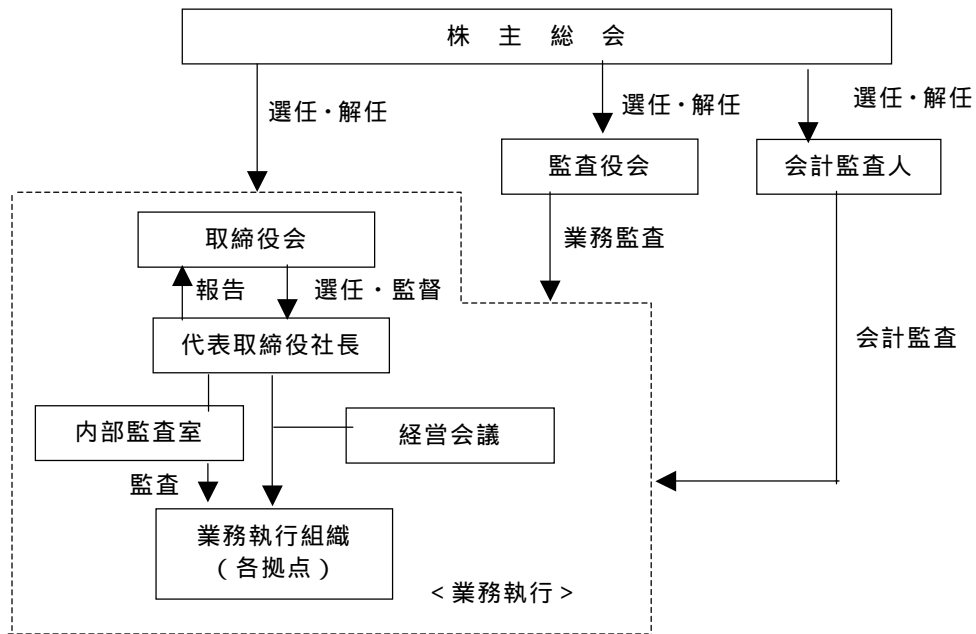 株 主 総 会
選任・解任
選任・解任
選任・解任
監査役会
会計監査人
取締役会
業務監査
報告
選任・監督
代表取締役社長
会計監査
内部監査室
経営会議
監査
業務執行組織
(各拠点)
<業務執行>